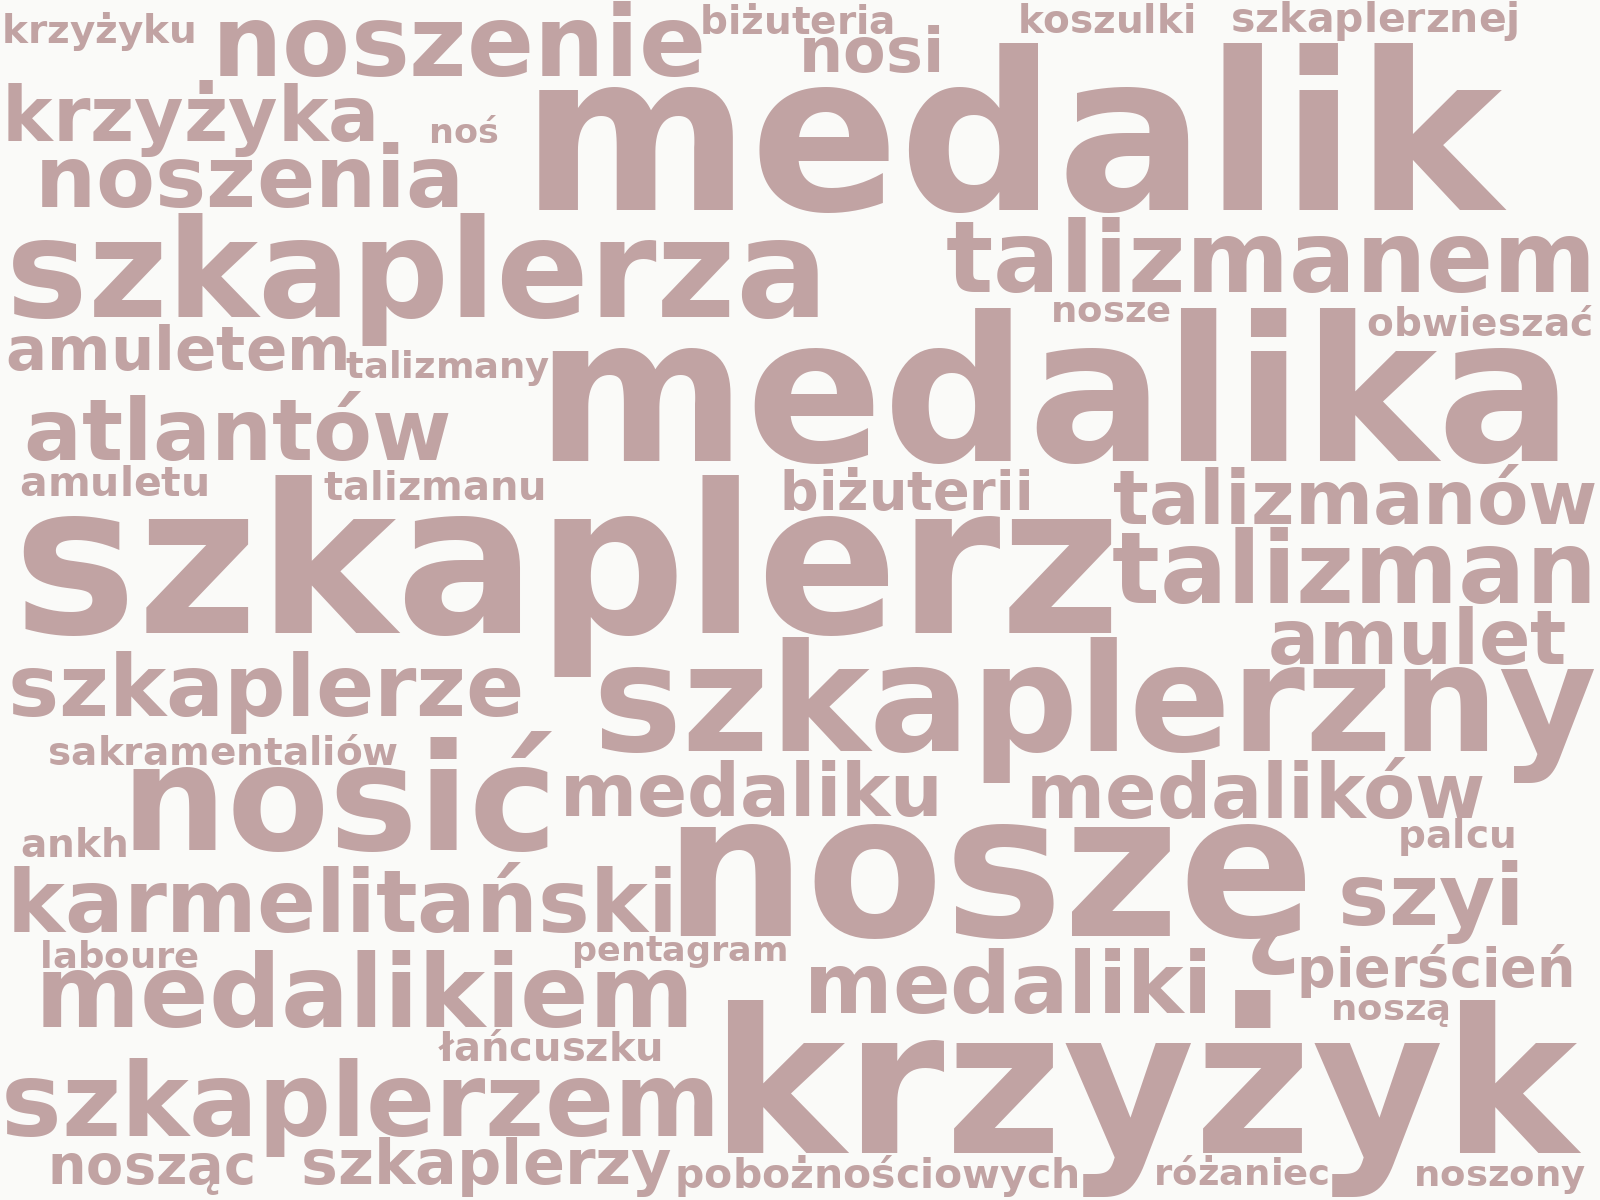 krzyżyku
noszenie
biżuteria
koszulki
szkaplerznej
nosi
medalik
krzyżyka
noś
noszenia
szkaplerza
talizmanem
nosze
obwieszać
amuletem
talizmany
medalika
atlantów
amuletu
talizmanu
biżuterii
talizmanów
szkaplerz
talizman
amulet
szkaplerze
szkaplerzny
sakramentaliów
nosić
medaliku
medalików
ankh
noszę
palcu
karmelitański
szyi
laboure
pentagram
medalikiem
medaliki
pierścień
noszą
krzyżyk
łańcuszku
szkaplerzem
nosząc
szkaplerzy
pobożnościowych
różaniec
noszony